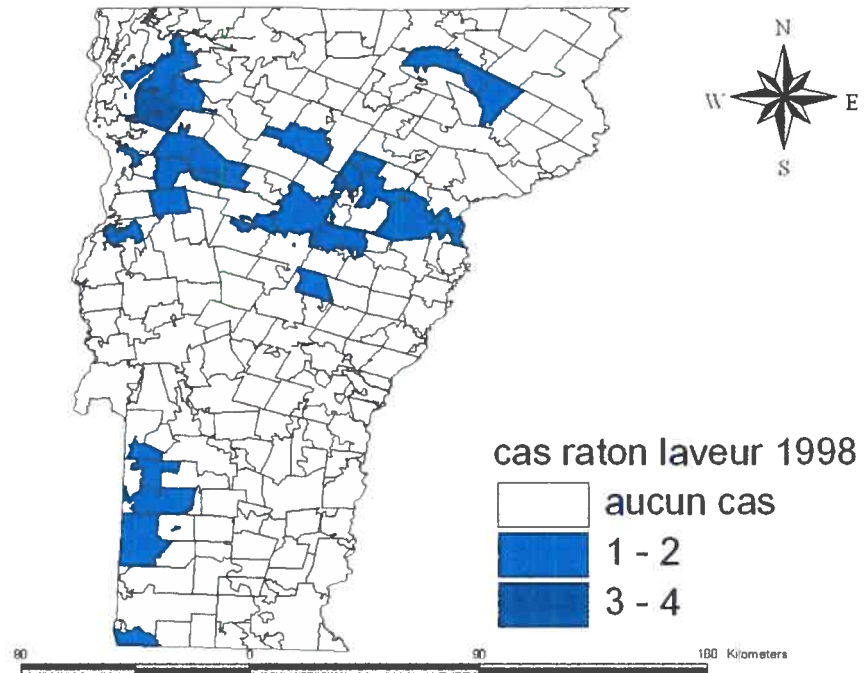 N
W E
S
cas raton laveur 1998
aucun cas
1 - 2
3 - 4
90 0 90 180 Kilometers